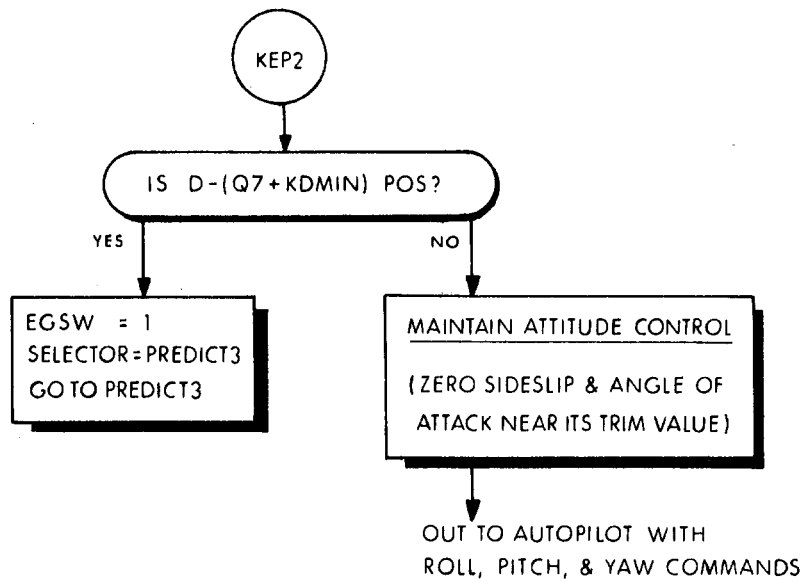 KEP2
IS D-(Q7+KDMIN) POS?
YES
NO
EGSW = 1
SELECTOR=PREDICT3
GO TO PREDICT3
MAINTAIN ATTITUDE CONTROL
(ZERO SIDESLIP & ANGLE OF
ATTACK NEAR ITS TRIM VALUE)
OUT TO AUTOPILOT WITH
ROLL, PITCH, & YAW COMMANDS